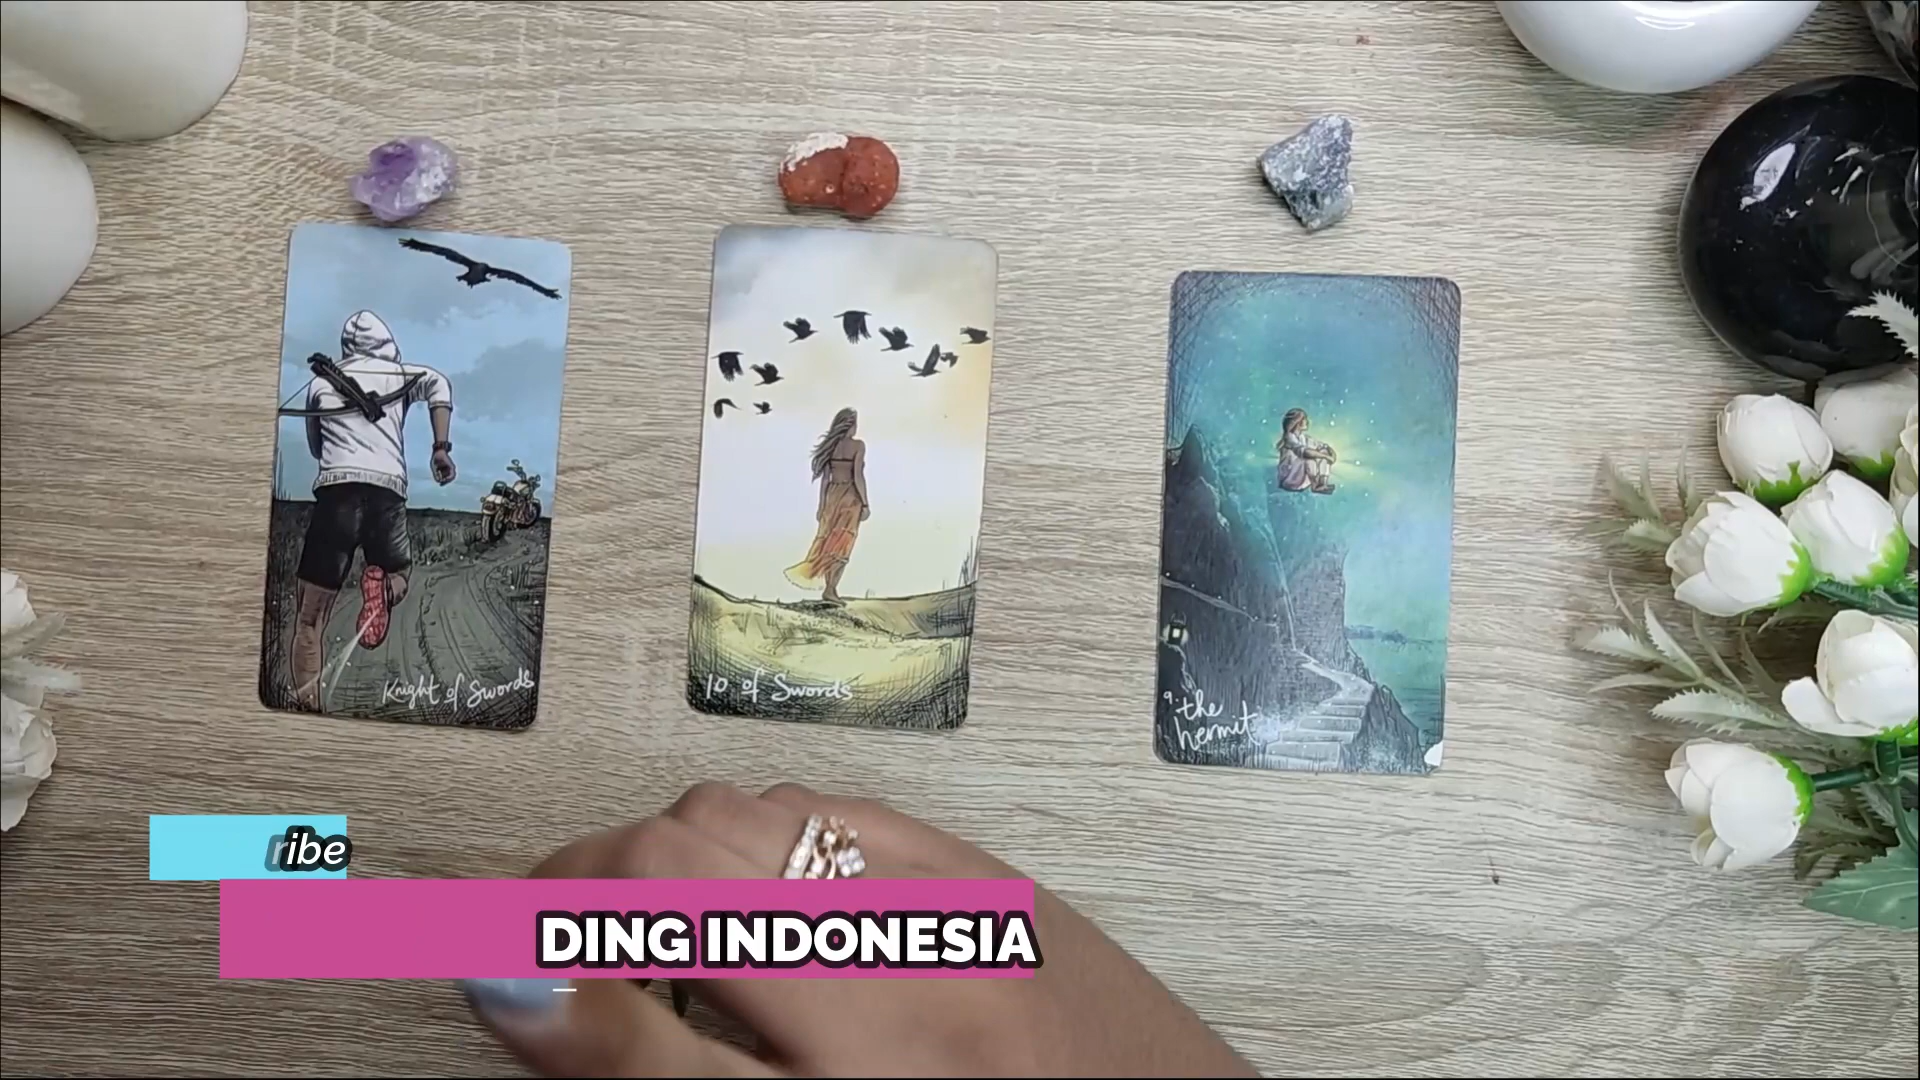 Knight of Swords
10 of Swords
9. the
hermit
ribe
DING INDONESIA